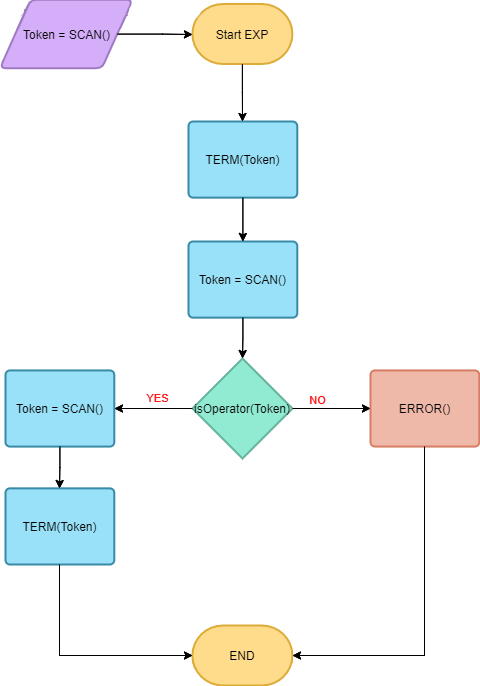 Token = SCAN()
Start EXP
TERM(Token)
Token = SCAN()
IsOperator(Token)
YES
NO
Token = SCAN()
ERROR()
TERM(Token)
END